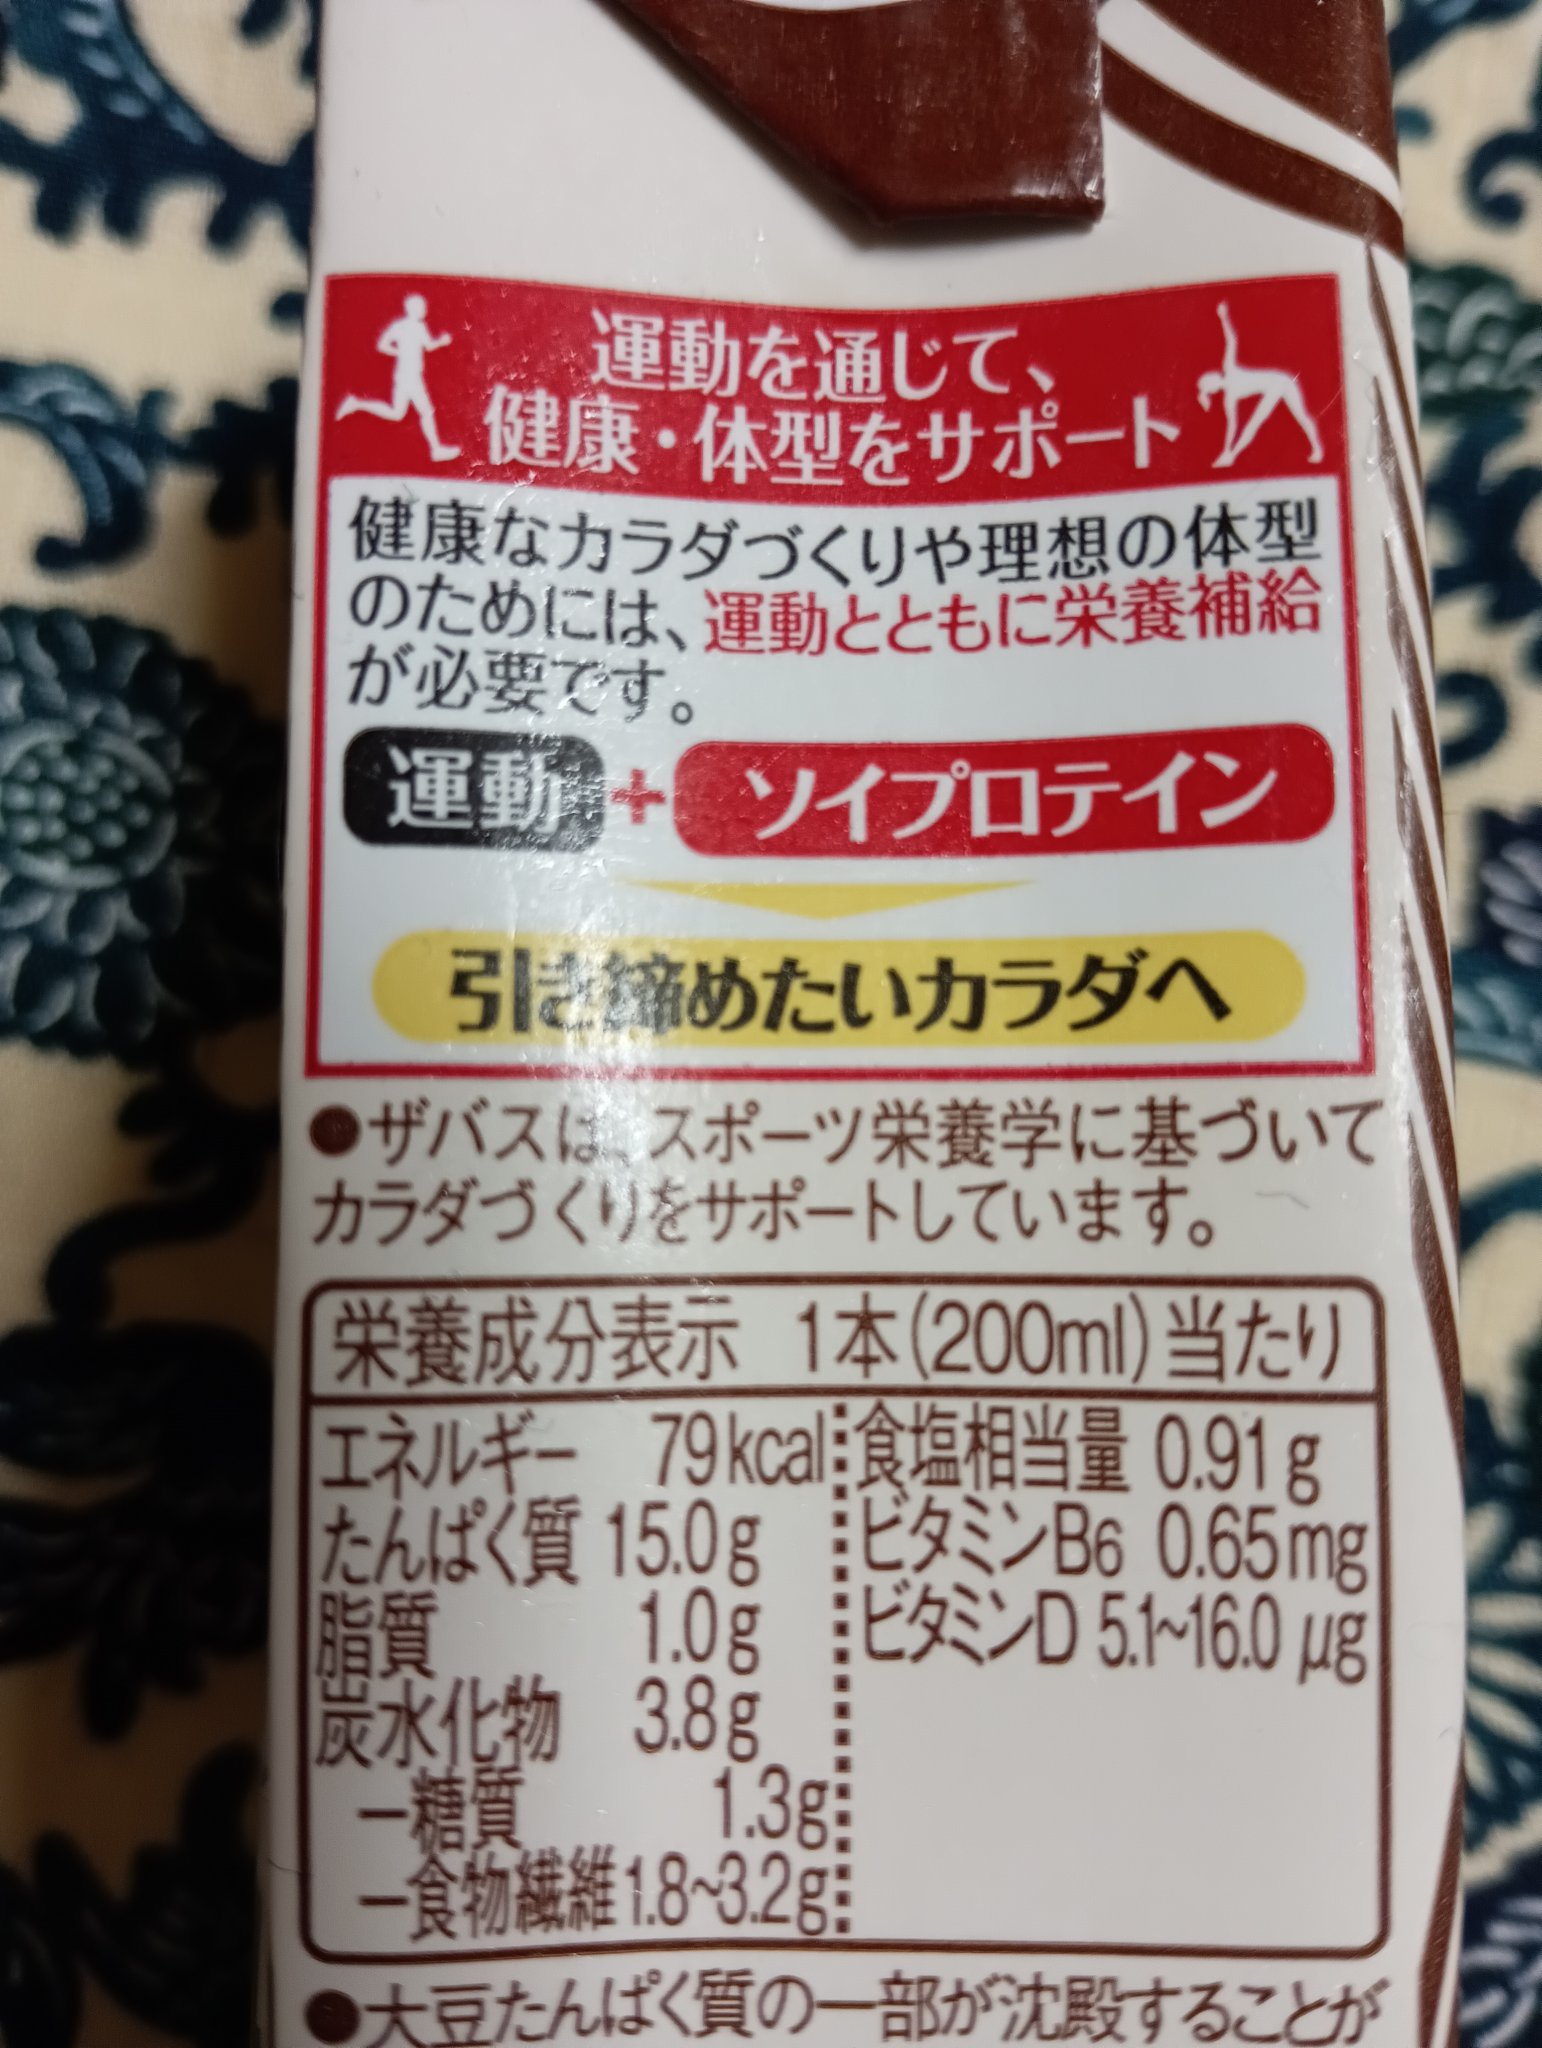 運動を通じて、
健康・体型をサポート
健康なカラダづくりや理想の体型
のためには、運動とともに栄養補給
が必要です。
運動+ソイプロテイン
引き締めたいカラダへ
●ザバスは、スポーツ栄養学に基づいて
カラダづくりをサポートしています。
栄養成分表示 1本(200ml)当たり
エネルギー 79kcal
たんぱく質 15.0g
脂質 1.0g
炭水化物 3.8g
ー糖質 1.3g
ー食物繊維1.8~3.2g
食塩相当量 0.91g
ビタミンB6 0.65mg
ビタミンD 5.1~16.0μg
●大豆たんぱく質の一部が沈殿することが